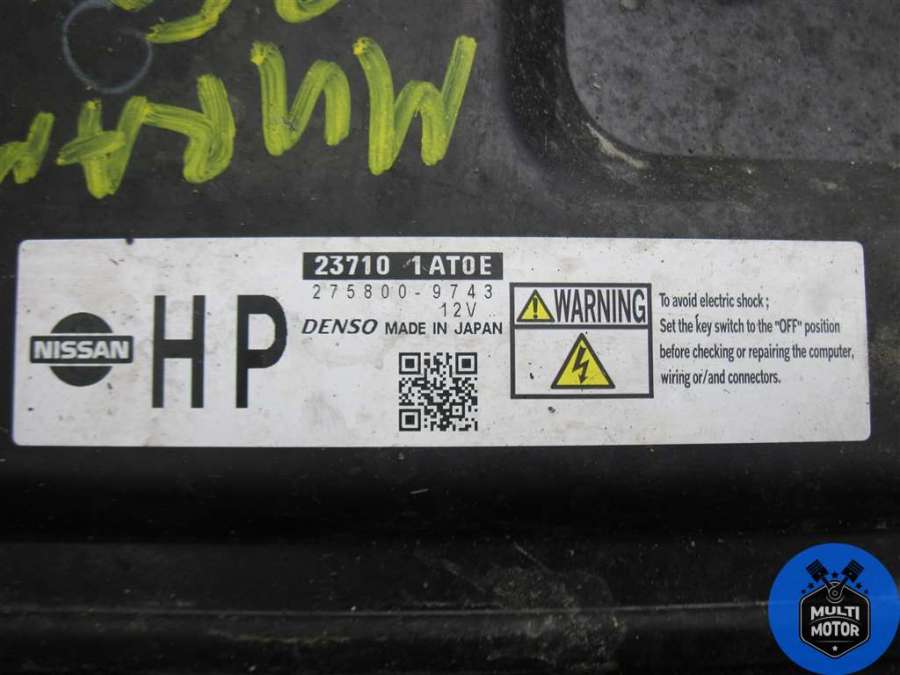 MURAN
NISSAN
HP
23710 1AT0E
275800-9743
12V
DENSO MADE IN JAPAN
WARNING
To avoid electric shock;
Set the key switch to the "OFF" position
before checking or repairing the computer,
wiring or/and connectors.
MULTI
MOTOR